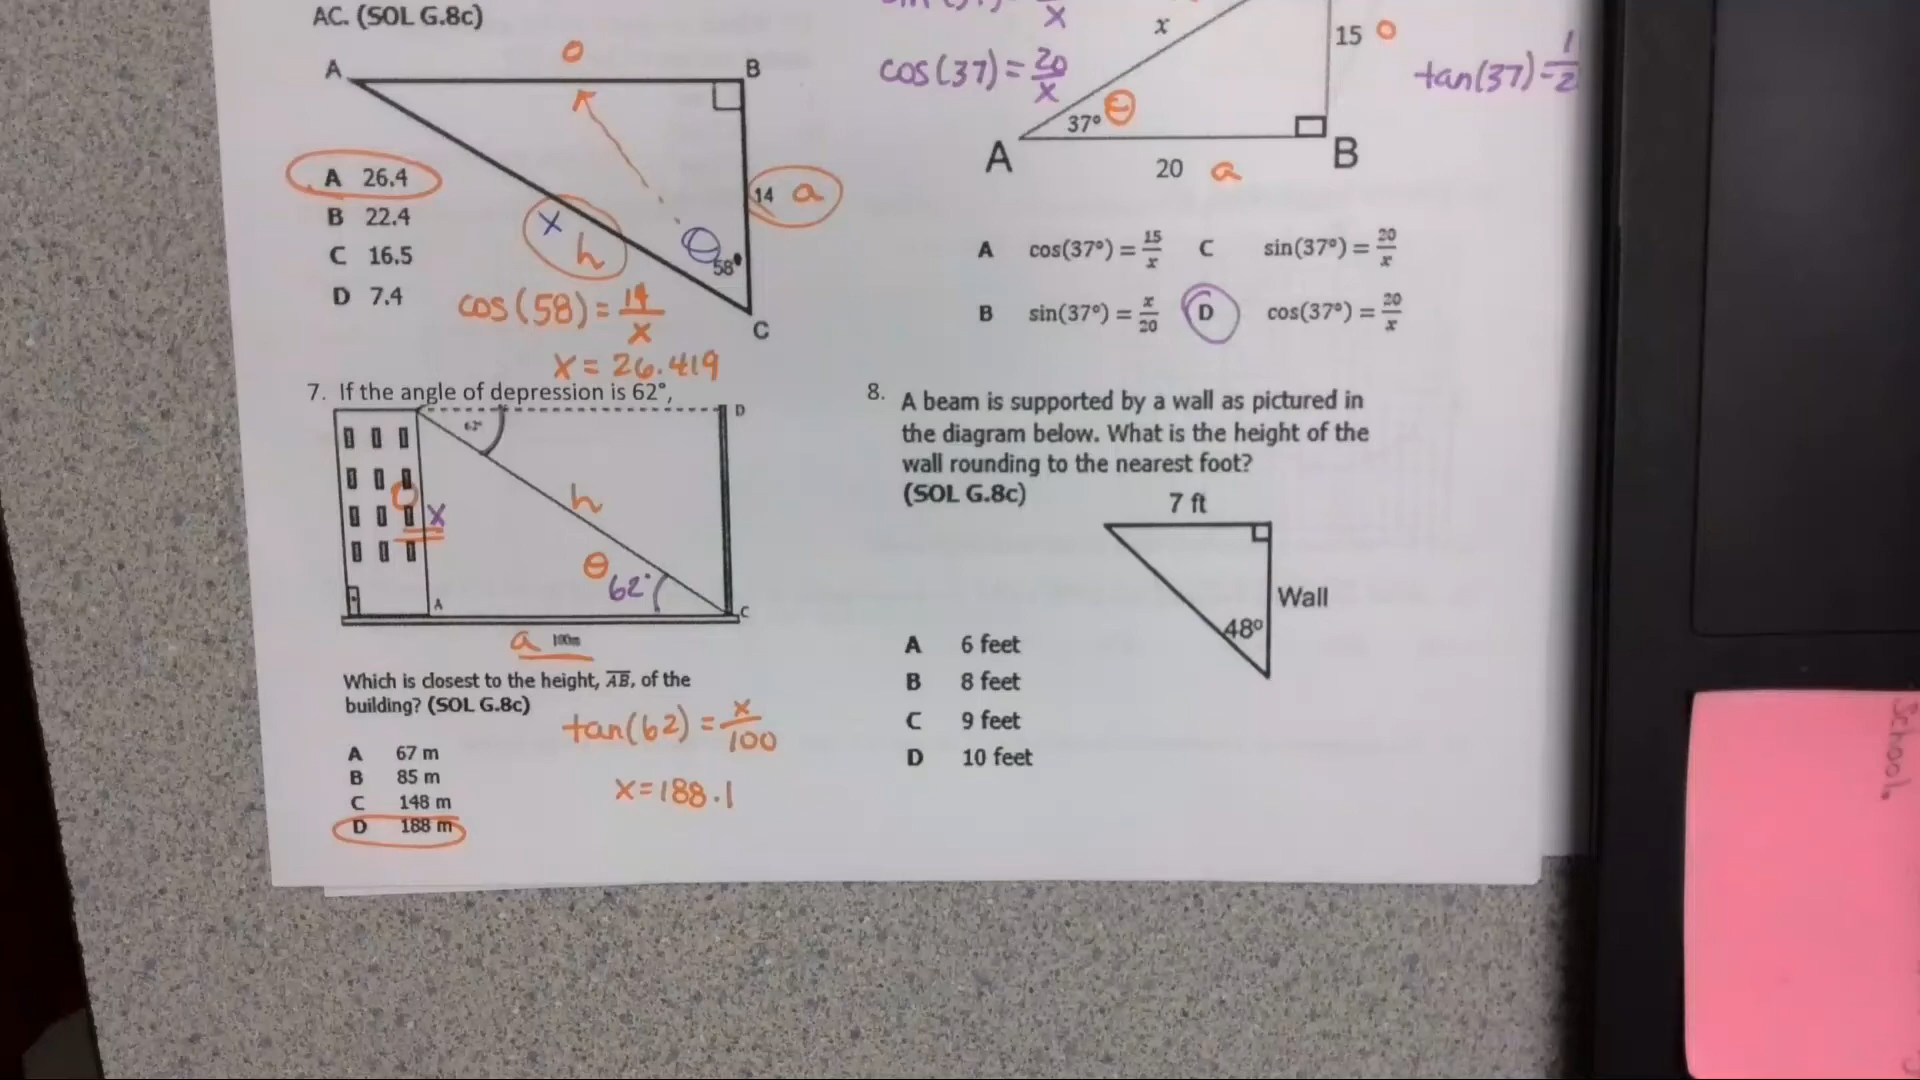 AC. (SOL G.8c)
A
o
B
A 26.4
B 22.4
C 16.5
D 7.4
x
h
14 a
θ
58°
C
cos(58) = 14/x
x = 26.419
x
cos(37) = 20/x
x
15 o
tan(37) =
37° θ
A
B
20 a
A cos(37°) = 15/x C sin(37°) = 20/x
B sin(37°) = x/20 D cos(37°) = 20/x
7. If the angle of depression is 62°,
D
62°
h
o
x
θ
62°
A
C
a 100m
Which is closest to the height, AB, of the
building? (SOL G.8c)
tan(62) = x/100
x = 188.1
A 67 m
B 85 m
C 148 m
D 188 m
8. A beam is supported by a wall as pictured in
the diagram below. What is the height of the
wall rounding to the nearest foot?
(SOL G.8c)
7 ft
Wall
48°
A 6 feet
B 8 feet
C 9 feet
D 10 feet
School.